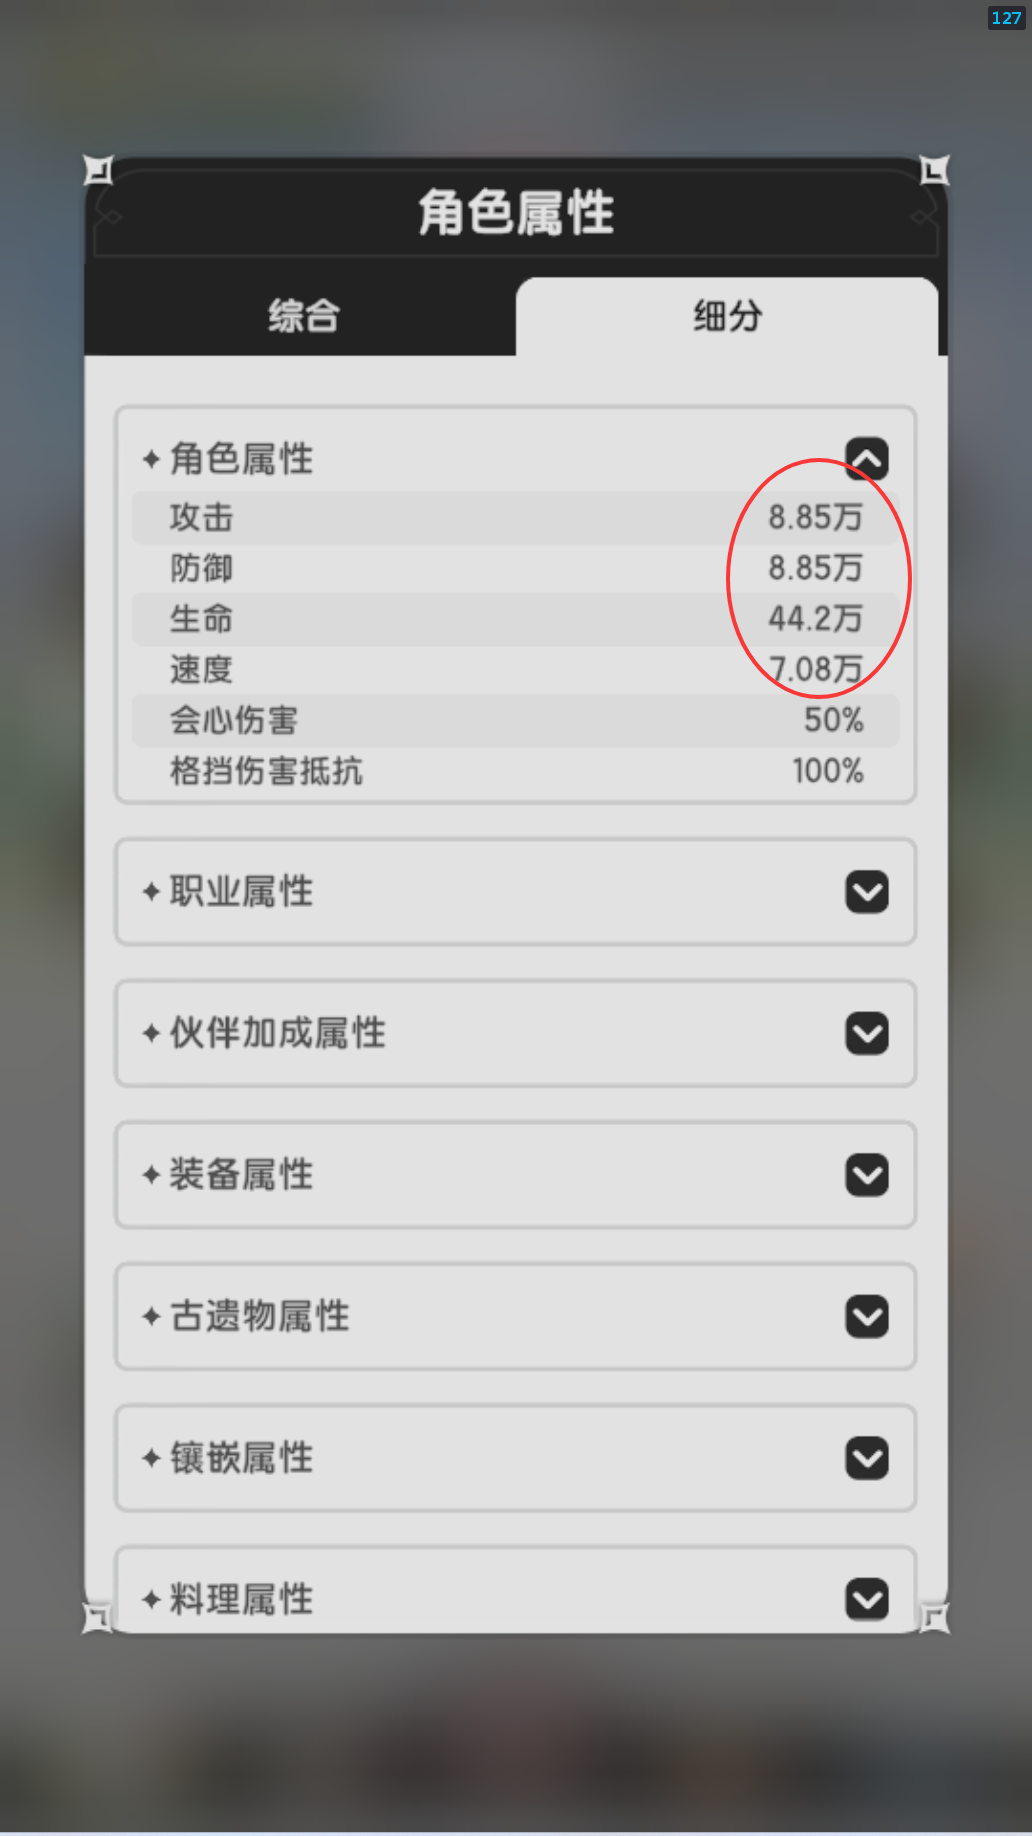 127
角色属性
综合 细分
角色属性
攻击 8.85万
防御 8.85万
生命 44.2万
速度 7.08万
会心伤害 50%
格挡伤害抵抗 100%
职业属性
伙伴加成属性
装备属性
古遗物属性
镶嵌属性
料理属性